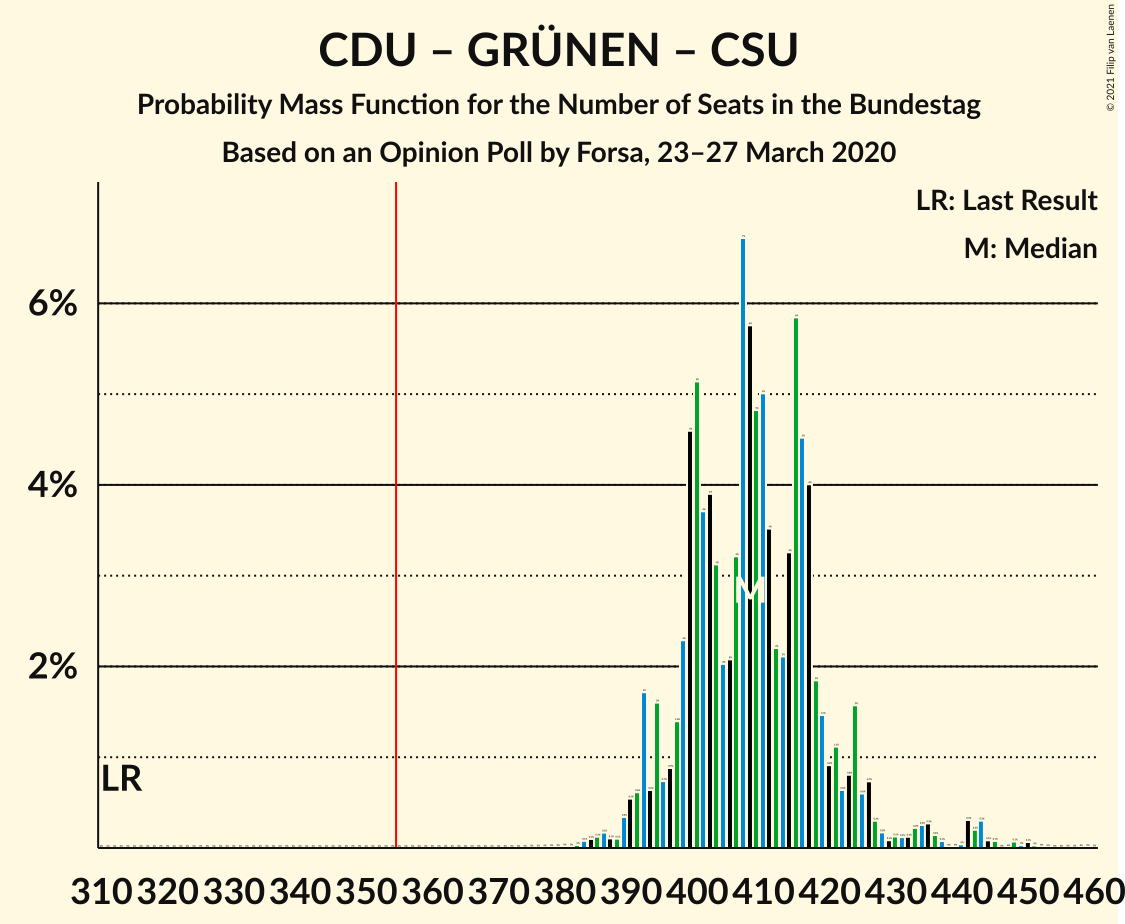 CDU – GRÜNEN – CSU
Probability Mass Function for the Number of Seats in the Bundestag
Based on an Opinion Poll by Forsa, 23–27 March 2020
© 2021 Filip van Laenen
LR: Last Result
M: Median
6%
4%
2%
M
LR
310 320 330 340 350 360 370 380 390 400 410 420 430 440 450 460